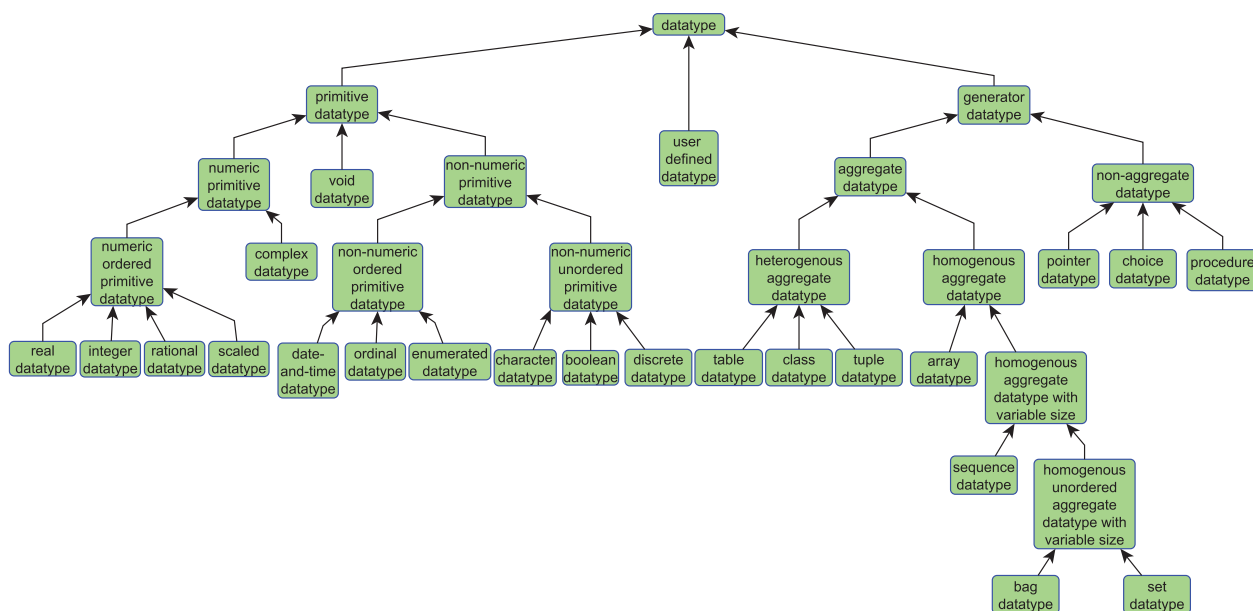 datatype
primitive
datatype
generator
datatype
user
defined
datatype
numeric
primitive
datatype
void
datatype
non-numeric
primitive
datatype
aggregate
datatype
non-aggregate
datatype
numeric
ordered
primitive
datatype
complex
datatype
non-numeric
ordered
primitive
datatype
non-numeric
unordered
primitive
datatype
heterogenous
aggregate
datatype
homogenous
aggregate
datatype
pointer
datatype
choice
datatype
procedure
datatype
real
datatype
integer
datatype
rational
datatype
scaled
datatype
date-
and-time
datatype
ordinal
datatype
enumerated
datatype
character
datatype
boolean
datatype
discrete
datatype
table
datatype
class
datatype
tuple
datatype
array
datatype
homogenous
aggregate
datatype with
variable size
sequence
datatype
homogenous
unordered
aggregate
datatype with
variable size
bag
datatype
set
datatype